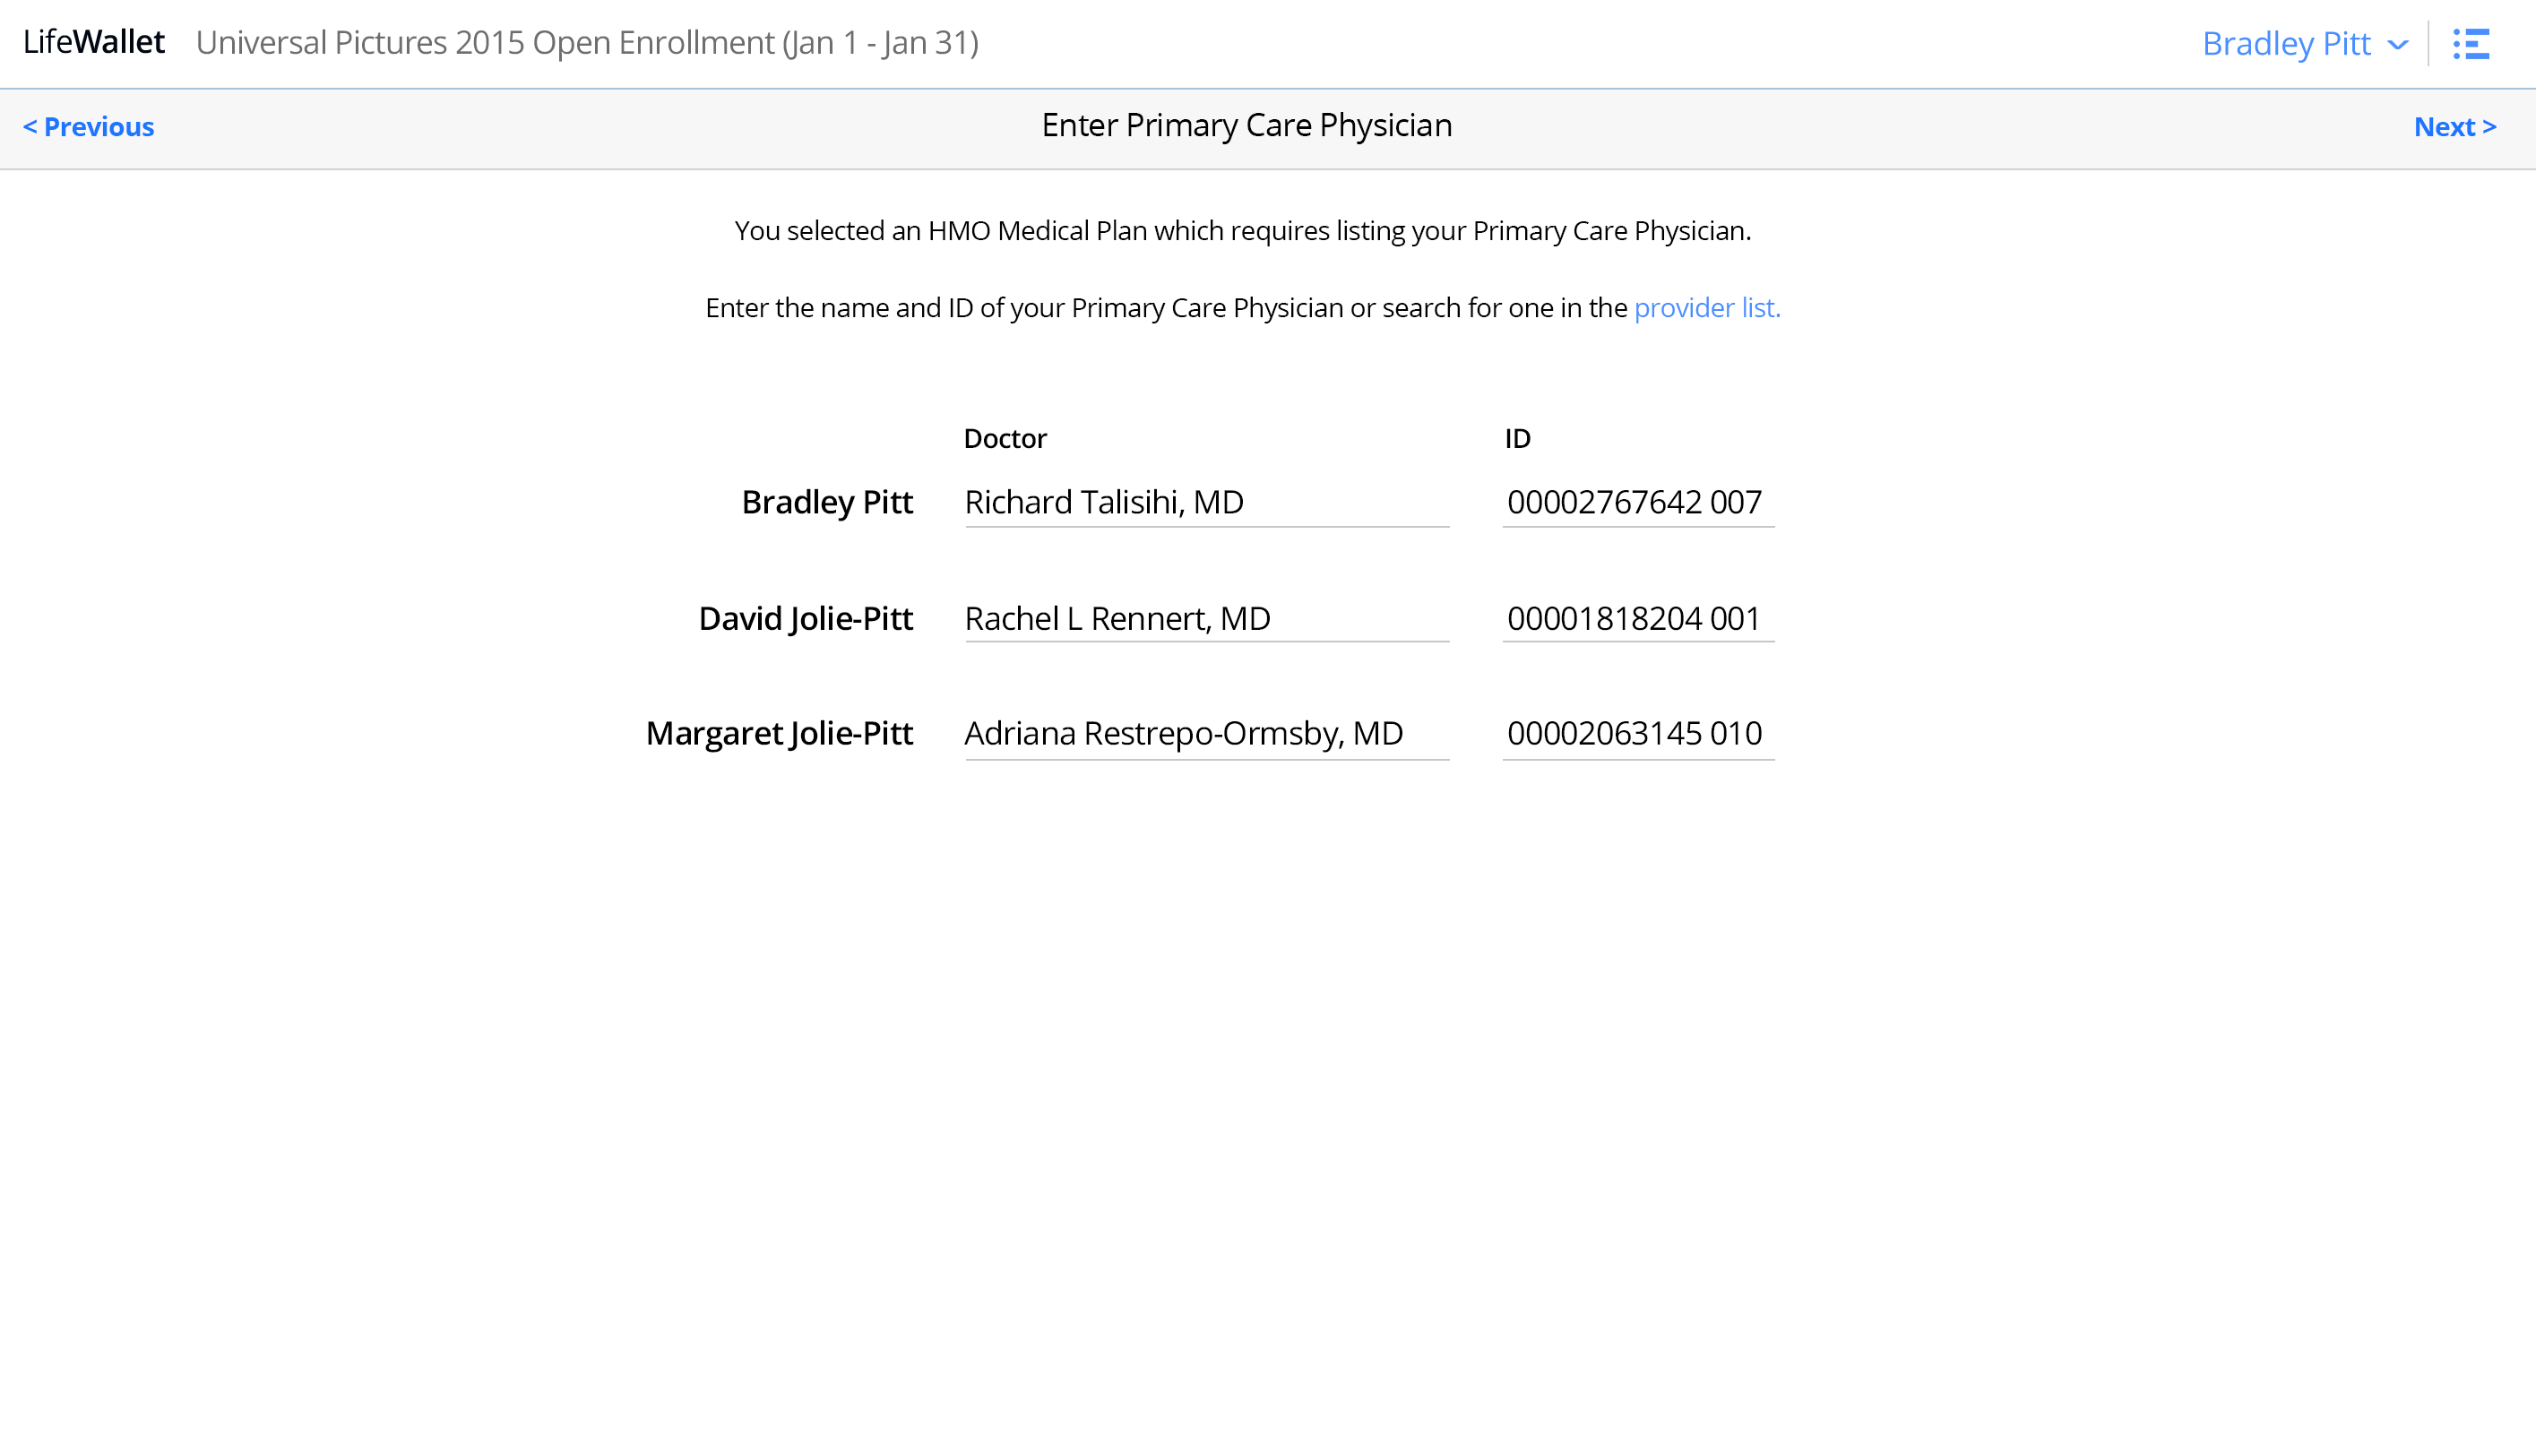 LifeWallet Universal Pictures 2015 Open Enrollment (Jan 1 - Jan 31) Bradley Pitt
< Previous Enter Primary Care Physician Next >
You selected an HMO Medical Plan which requires listing your Primary Care Physician.
Enter the name and ID of your Primary Care Physician or search for one in the provider list.
Doctor ID
Bradley Pitt Richard Talisihi, MD 00002767642 007
David Jolie-Pitt Rachel L Rennert, MD 00001818204 001
Margaret Jolie-Pitt Adriana Restrepo-Ormsby, MD 00002063145 010